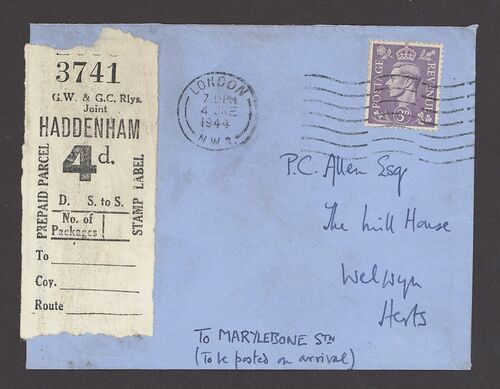 3741
G.W. & G.C. Rlys.
Joint
HADDENHAM
4d.
PREPAID PARCEL
STAMP LABEL
D. S. to S.
No. of
Packages
To
Coy.
Route
LONDON
4 JNE
1944
N.W.
POSTAGE
REVENUE
3D
P.C. Allen Esq
The Mill House
Welwyn
Herts
To MARYLEBONE STN
(To be posted on arrival)